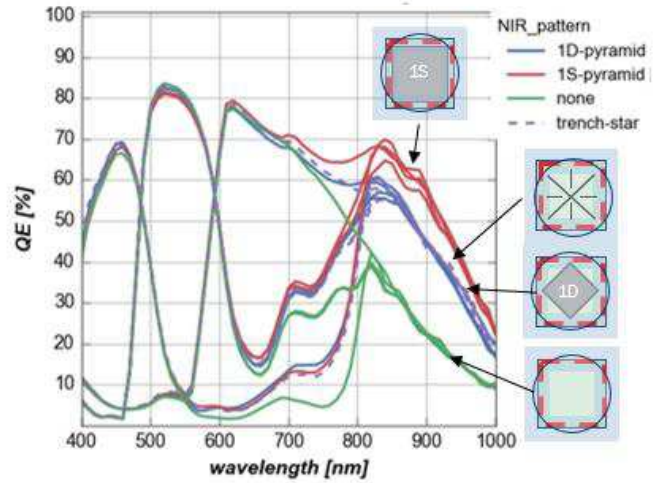 100
90
80
70
60
50
40
30
20
10
QE [%]
400
500
600
700
800
900
1000
wavelength [nm]
NIR_pattern
1D-pyramid
1S-pyramid
none
trench-star
1S
1D